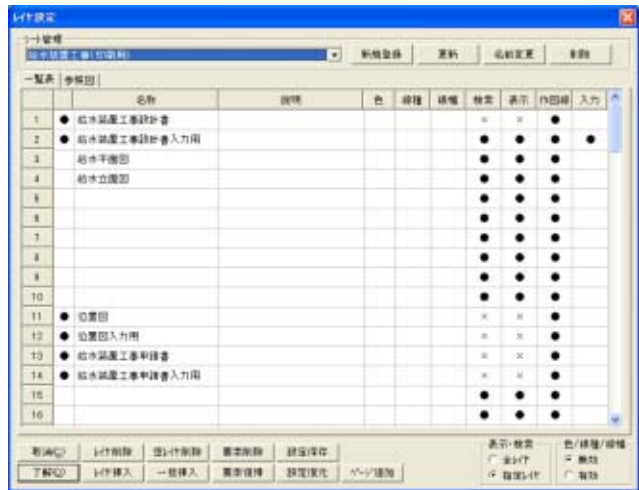 レイヤ設定
シート管理
給水装置工事(印刷用) 新規登録 更新 名前変更 削除
一覧表 参照図
名称 説明 色 線種 線幅 検索 表示 作図線 入力
1 ● 給水装置工事設計書 × × ●
2 ● 給水装置工事設計書入力用 ● ● ● ●
3 給水平面図 ● ● ●
4 給水立面図 ● ● ●
5 ● ● ●
6 ● ● ●
7 ● ● ●
8 ● ● ●
9 ● ● ●
10 ● ● ●
11 ● 位置図 × × ●
12 ● 位置図入力用 × × ●
13 ● 給水装置工事申請書 × × ●
14 ● 給水装置工事申請書入力用 × × ●
15 ● ● ●
16 ● ● ●
取消(C) レイヤ削除 空レイヤ削除 要素削除 設定保存
了解(O) レイヤ挿入 一括挿入 要素復帰 設定復元 ページ追加
表示・検索
全レイヤ
指定レイヤ
色/線種/線幅
無効
有効